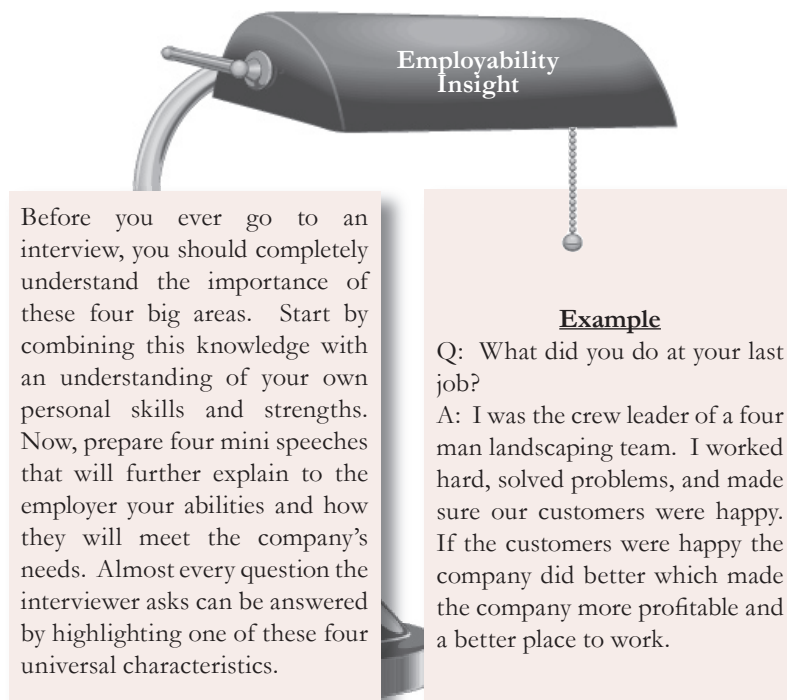 Employability
Insight
Before you ever go to an
interview, you should completely
understand the importance of
these four big areas. Start by
combining this knowledge with
an understanding of your own
personal skills and strengths.
Now, prepare four mini speeches
that will further explain to the
employer your abilities and how
they will meet the company's
needs. Almost every question the
interviewer asks can be answered
by highlighting one of these four
universal characteristics.
Example
Q: What did you do at your last
job?
A: I was the crew leader of a four
man landscaping team. I worked
hard, solved problems, and made
sure our customers were happy.
If the customers were happy the
company did better which made
the company more profitable and
a better place to work.